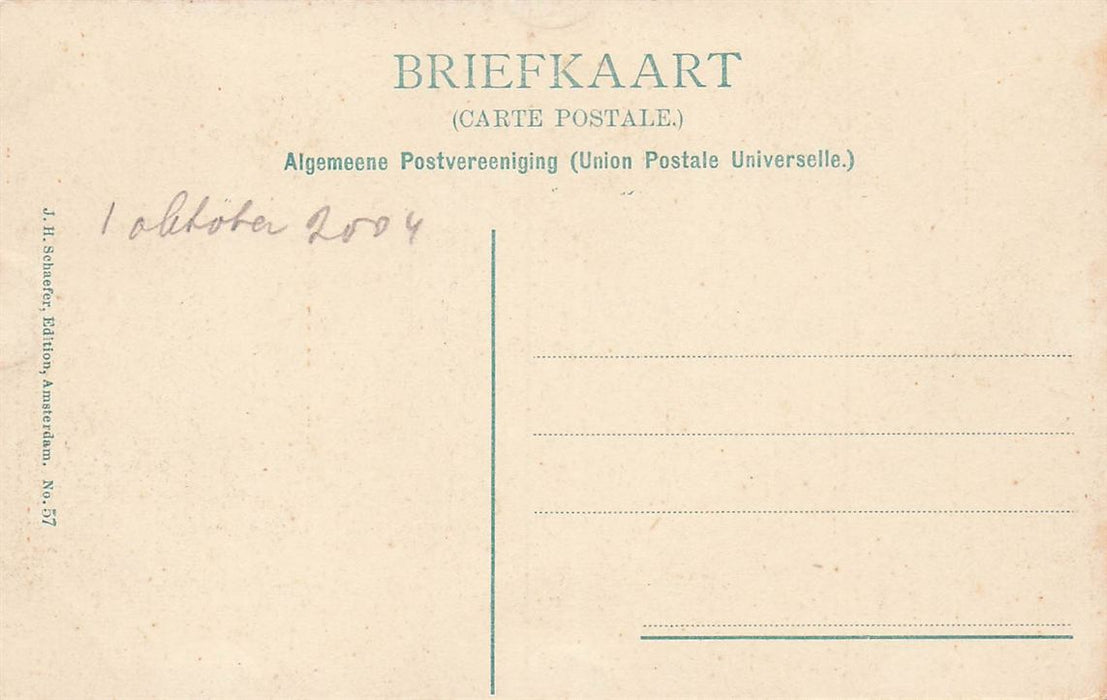 BRIEFKAART
(CARTE POSTALE.)
Algemeene Postvereeniging (Union Postale Universelle.)
1 oktober 2004
J. H. Schaefer, Edition, Amsterdam. No. 57